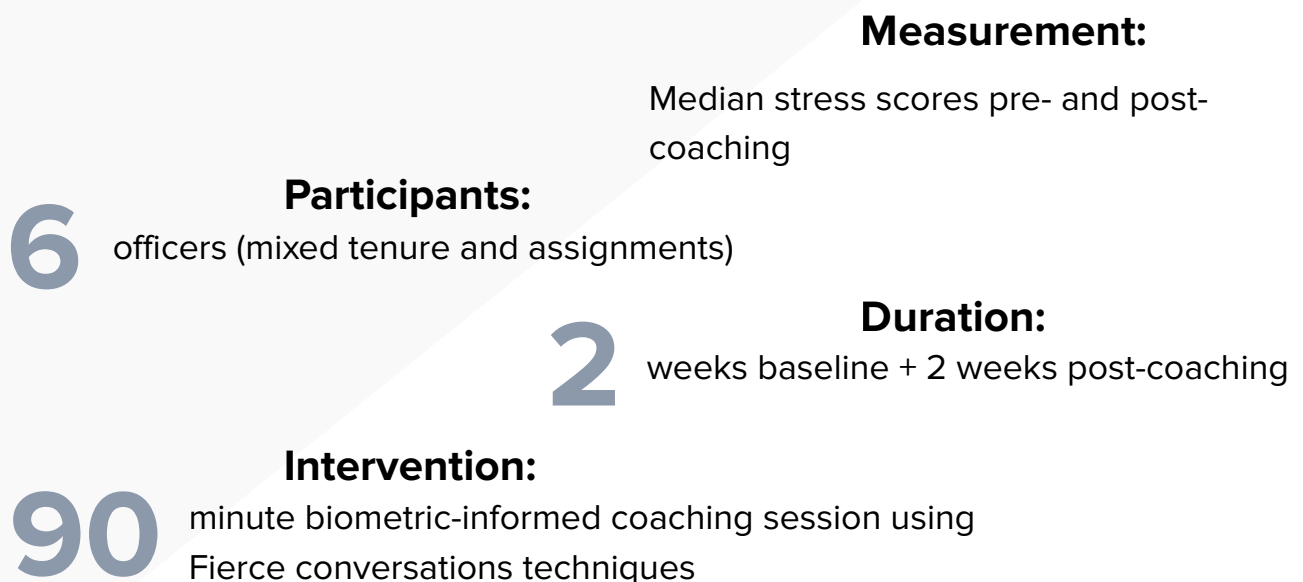 Measurement:
Median stress scores pre- and post-
coaching
Participants:
6 officers (mixed tenure and assignments)
Duration:
2 weeks baseline + 2 weeks post-coaching
Intervention:
90 minute biometric-informed coaching session using
Fierce conversations techniques